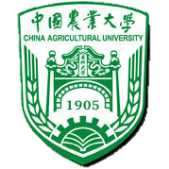 中國農業大學
CHINA AGRICULTURAL UNIVERSITY
1905